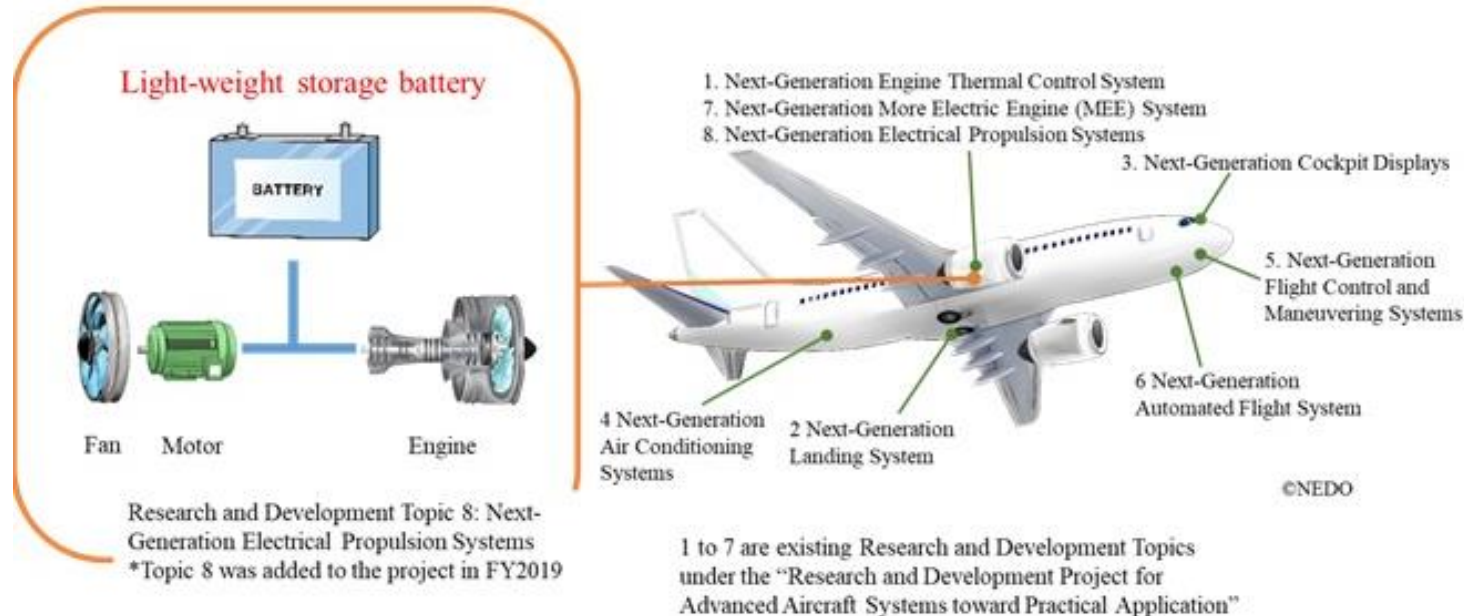 Light-weight storage battery
BATTERY
Fan
Motor
Engine
Research and Development Topic 8: Next-
Generation Electrical Propulsion Systems
*Topic 8 was added to the project in FY2019
1. Next-Generation Engine Thermal Control System
7. Next-Generation More Electric Engine (MEE) System
8. Next-Generation Electrical Propulsion Systems
3. Next-Generation Cockpit Displays
5. Next-Generation
Flight Control and
Maneuvering Systems
6 Next-Generation
Automated Flight System
4 Next-Generation
Air Conditioning
Systems
2 Next-Generation
Landing System
©NEDO
1 to 7 are existing Research and Development Topics
under the “Research and Development Project for
Advanced Aircraft Systems toward Practical Application”